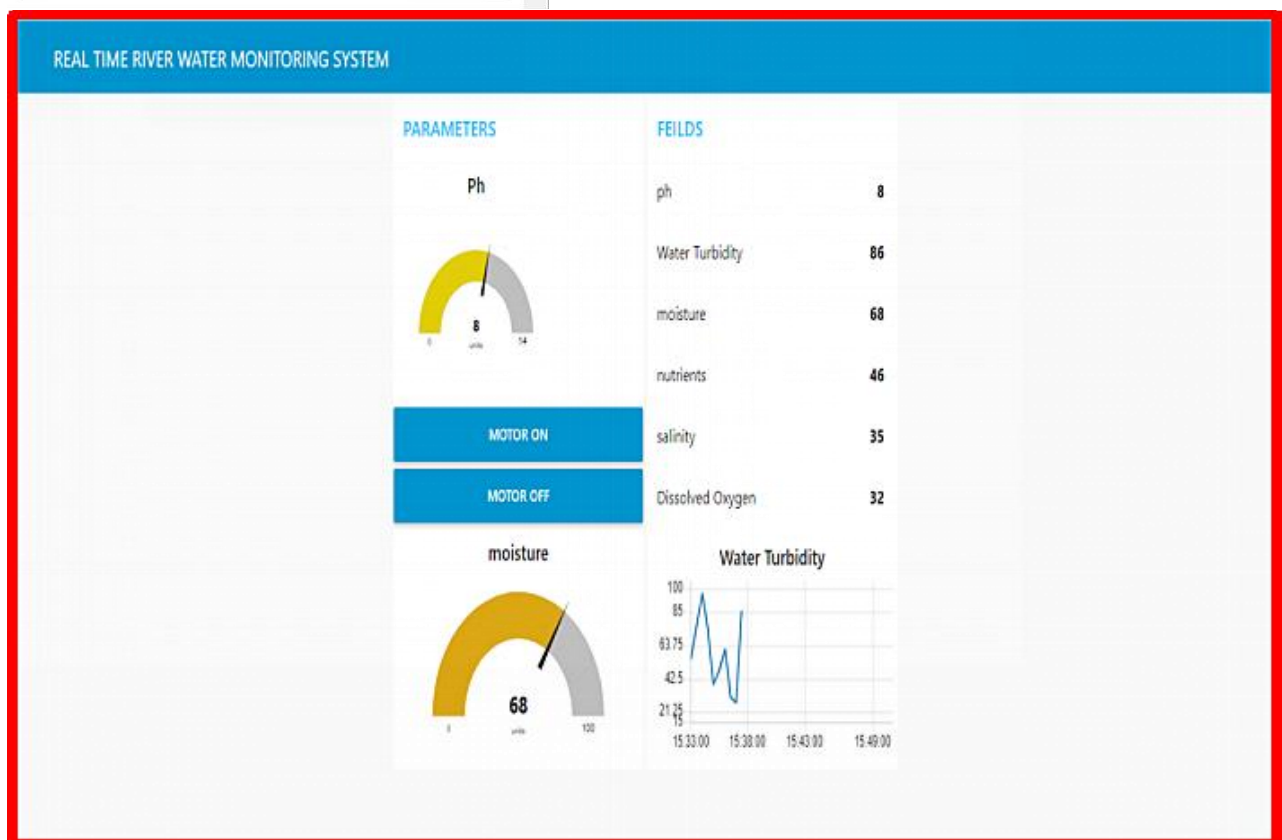 REAL TIME RIVER WATER MONITORING SYSTEM
PARAMETERS
Ph
8
units
0
14
MOTOR ON
MOTOR OFF
moisture
68
units
0
100
FEILDS
ph 8
Water Turbidity 86
moisture 68
nutrients 46
salinity 35
Dissolved Oxygen 32
Water Turbidity
100
85
63.75
42.5
21.25
15
15:33:00 15:38:00 15:43:00 15:49:00